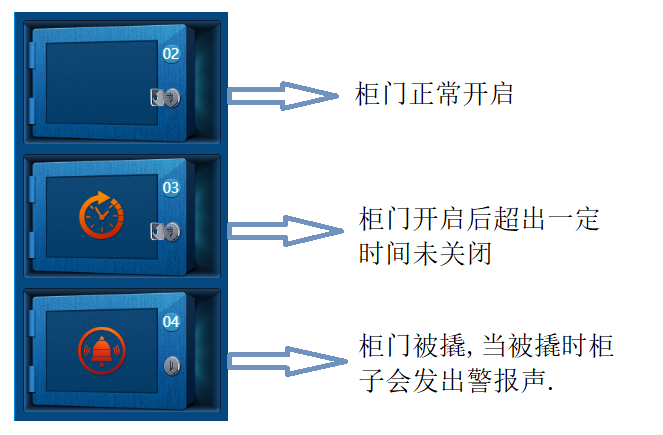 02
柜门正常开启
03
柜门开启后超出一定
时间未关闭
04
柜门被撬,当被撬时柜
子会发出警报声.